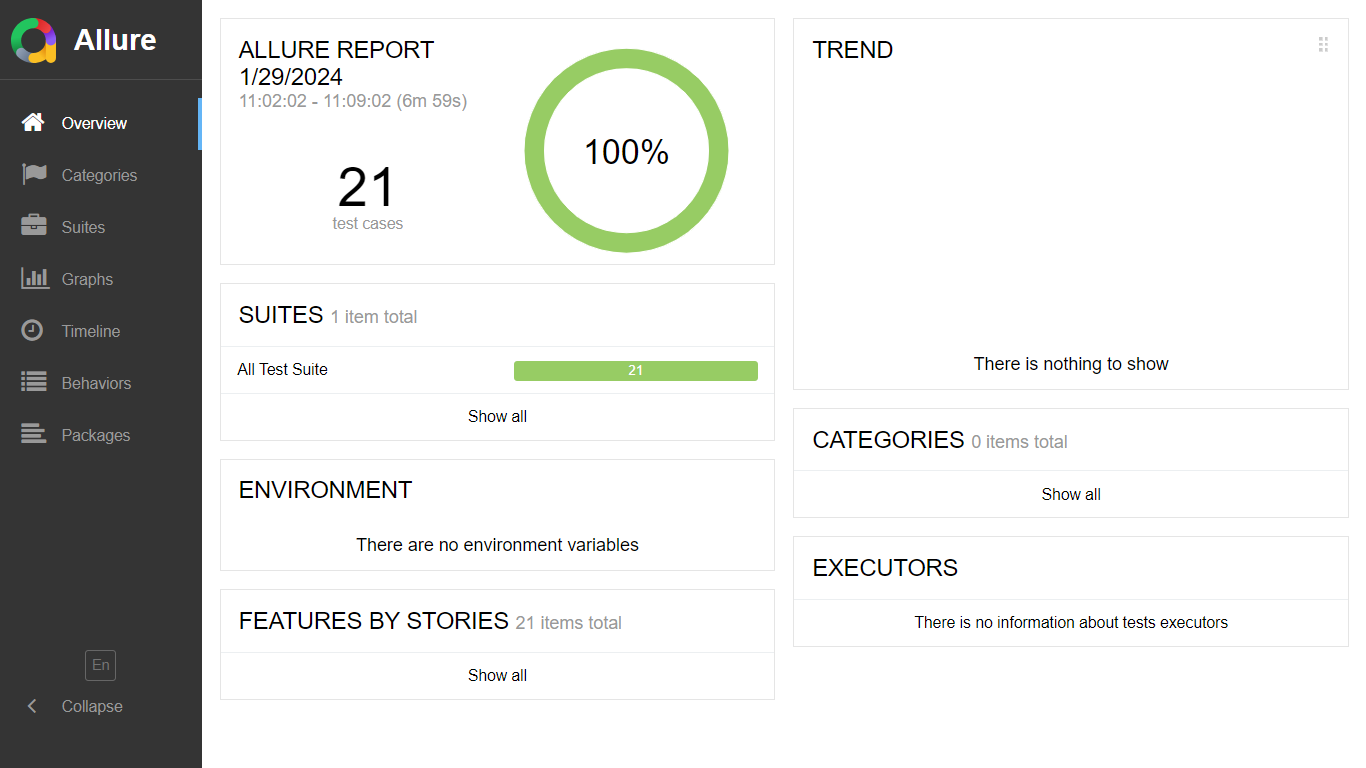 Allure
Overview
Categories
Suites
Graphs
Timeline
Behaviors
Packages
En
Collapse
ALLURE REPORT
1/29/2024
11:02:02 - 11:09:02 (6m 59s)
21
test cases
100%
SUITES 1 item total
All Test Suite 21
Show all
ENVIRONMENT
There are no environment variables
FEATURES BY STORIES 21 items total
Show all
TREND
There is nothing to show
CATEGORIES 0 items total
Show all
EXECUTORS
There is no information about tests executors